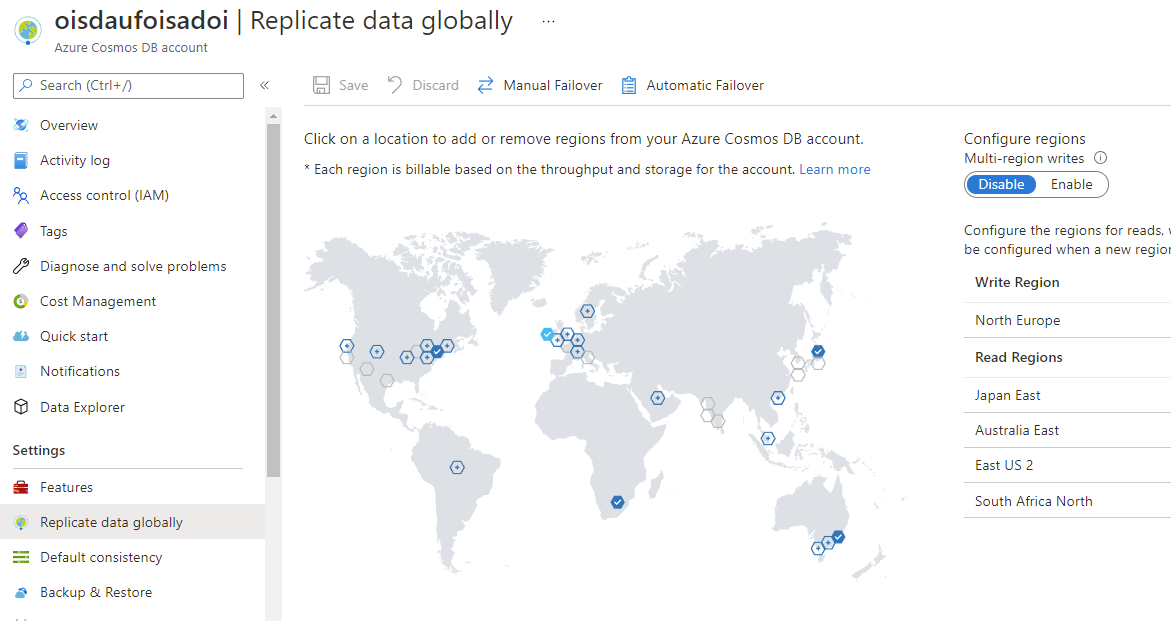 oisdaufoisadoi | Replicate data globally ...
Azure Cosmos DB account
Search (Ctrl+/)
«
Overview
Activity log
Access control (IAM)
Tags
Diagnose and solve problems
Cost Management
Quick start
Notifications
Data Explorer
Settings
Features
Replicate data globally
Default consistency
Backup & Restore
Save Discard Manual Failover Automatic Failover
Click on a location to add or remove regions from your Azure Cosmos DB account.
* Each region is billable based on the throughput and storage for the account. Learn more
Configure regions
Multi-region writes
Disable Enable
Configure the regions for reads,
be configured when a new region
Write Region
North Europe
Read Regions
Japan East
Australia East
East US 2
South Africa North